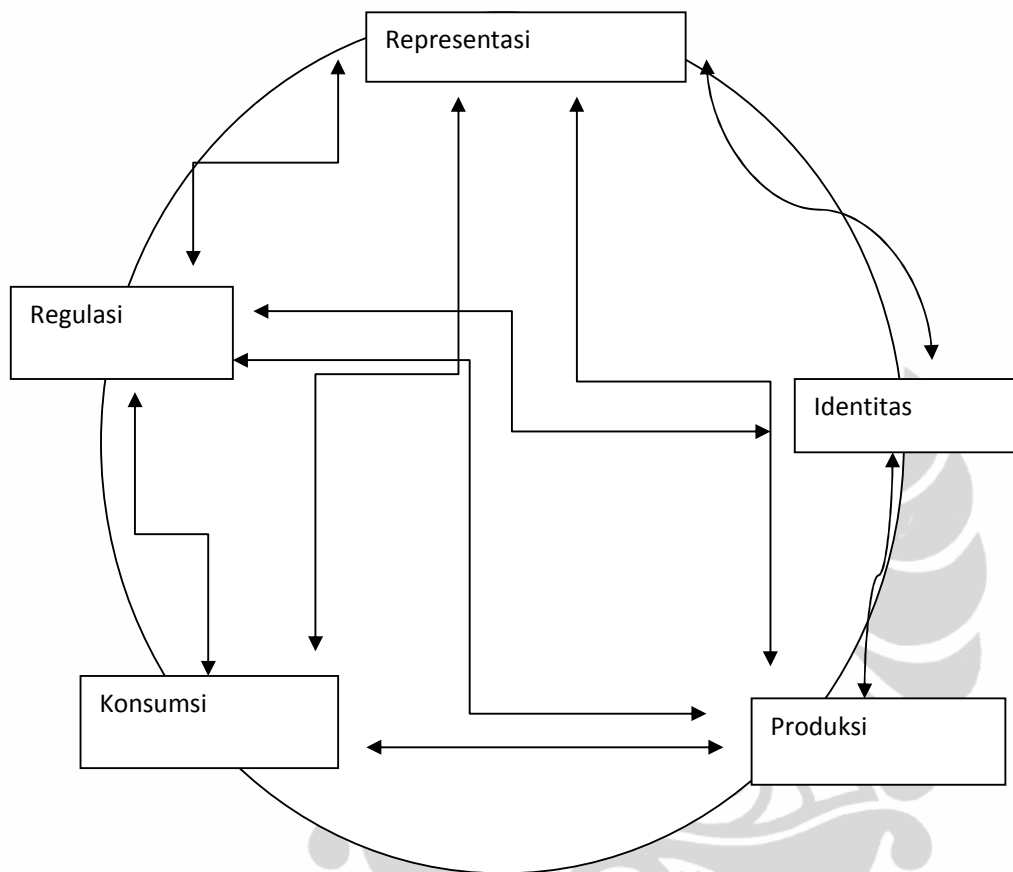 Representasi
Regulasi
Identitas
Konsumsi
Produksi